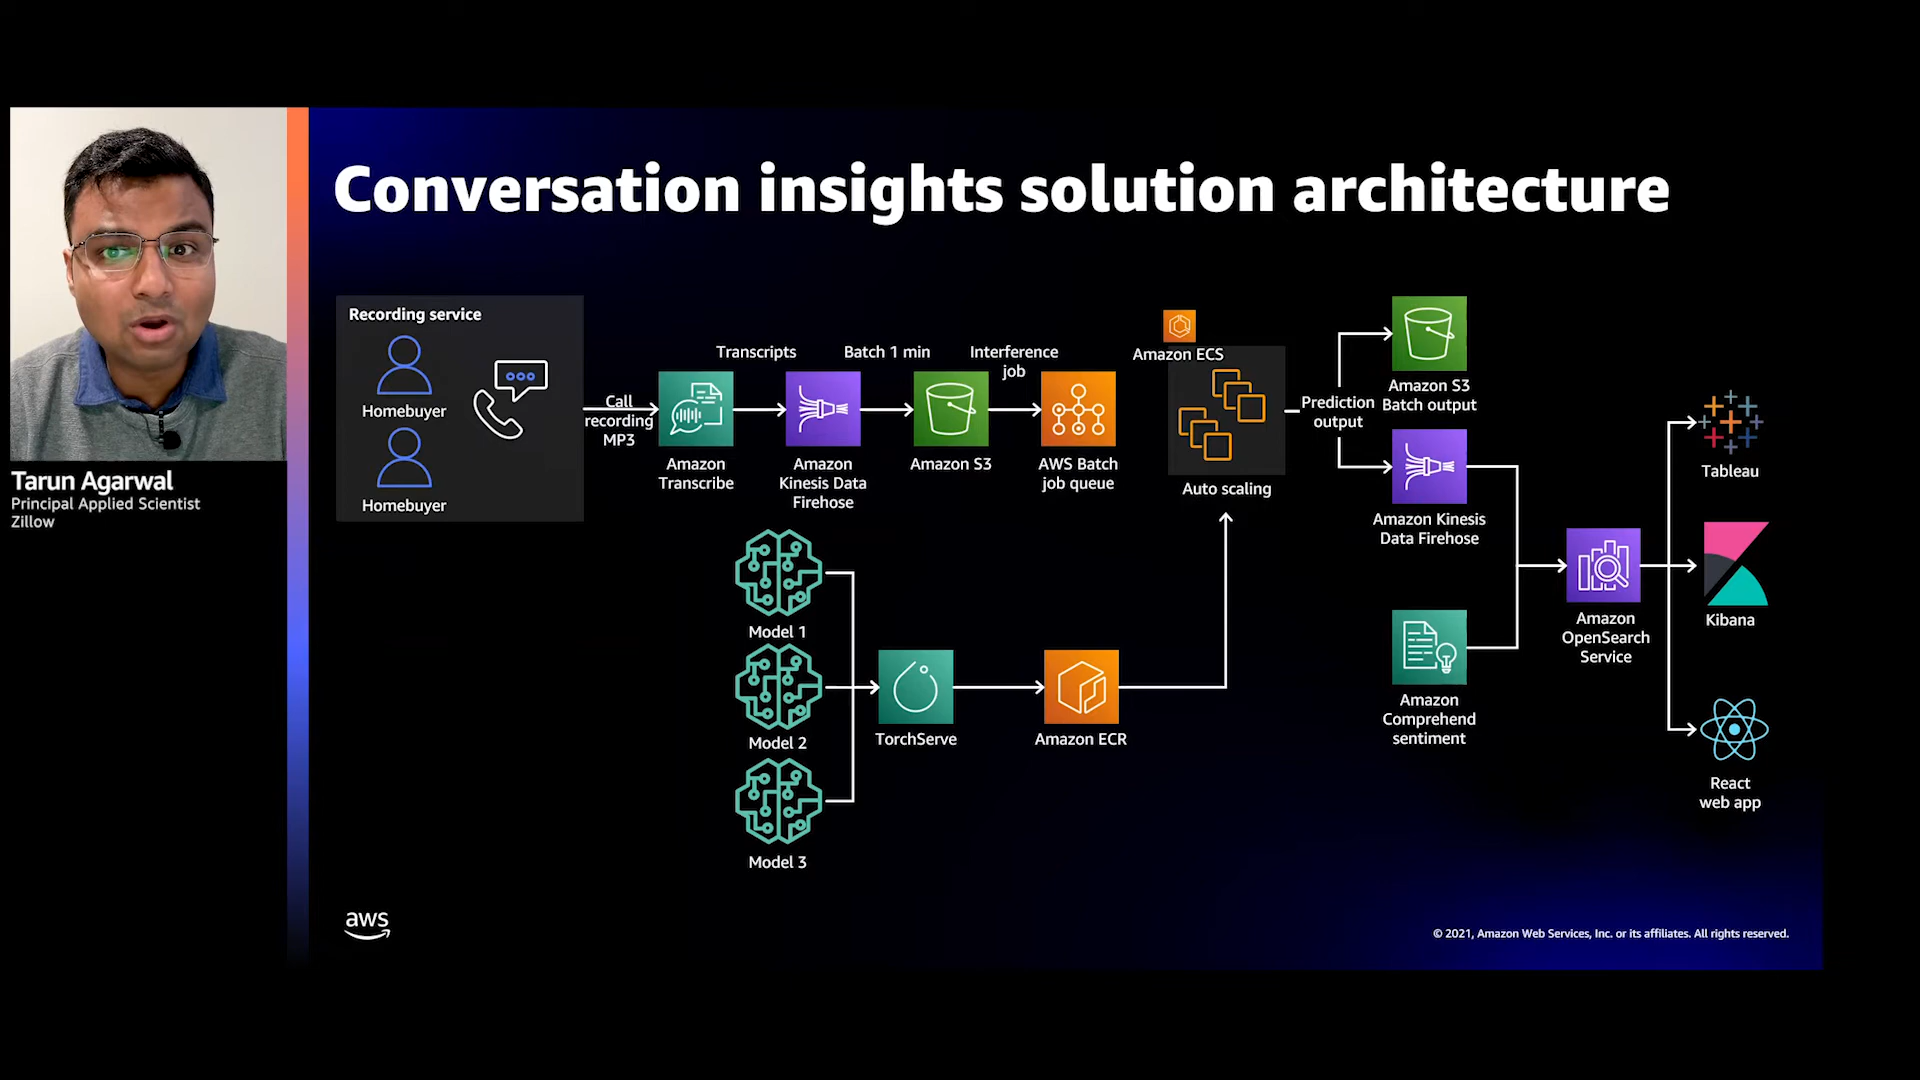 Conversation insights solution architecture
Tarun Agarwal
Principal Applied Scientist
Zillow
Recording service
Homebuyer
Homebuyer
Call
recording
MP3
Transcripts
Amazon
Transcribe
Batch 1 min
Amazon
Kinesis Data
Firehose
Interference
job
Amazon S3
AWS Batch
job queue
Amazon ECS
Auto scaling
Prediction
output
Amazon S3
Batch output
Amazon Kinesis
Data Firehose
Amazon
Comprehend
sentiment
Amazon
OpenSearch
Service
Tableau
Kibana
React
web app
Model 1
Model 2
Model 3
TorchServe
Amazon ECR
aws
© 2021, Amazon Web Services, Inc. or its affiliates. All rights reserved.